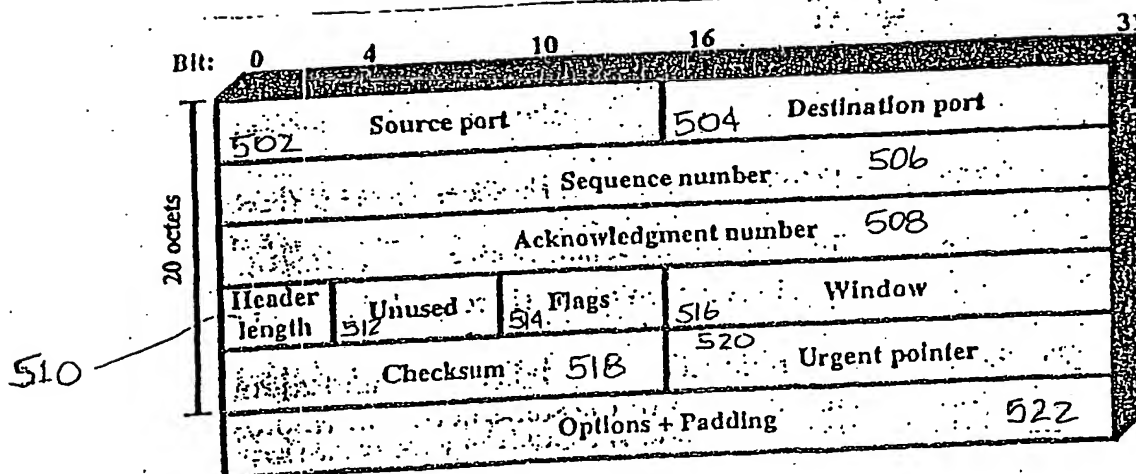 Bit: 0 4 10 16 31
Source port 502 504 Destination port
Sequence number 506
Acknowledgment number 508
20 octets
Header length Unused 512 Flags 514 516 Window
510
Checksum 518 520 Urgent pointer
Options + Padding 522